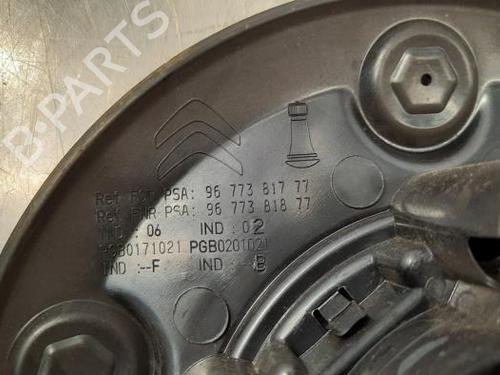 B-PARTS
Ref PSA: 96 773 817 77
Ref FNR PSA: 96 773 818 77
IND : 06 IND : 02
PGB0171021 PGB0201021
IND :--F IND : B